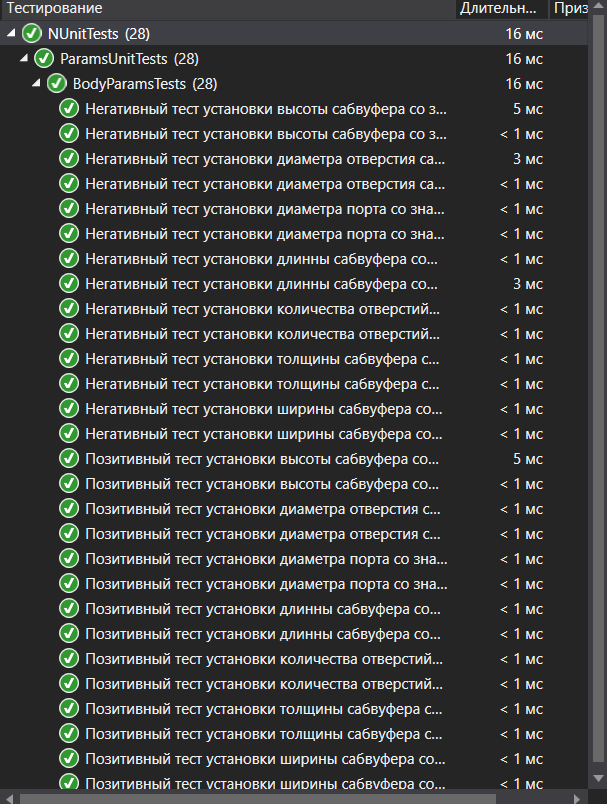 Тестирование Длительн... Приз
NUnitTests (28) 16 мс
ParamsUnitTests (28) 16 мс
BodyParamsTests (28) 16 мс
Негативный тест установки высоты сабвуфера со з... 5 мс
Негативный тест установки высоты сабвуфера со з... < 1 мс
Негативный тест установки диаметра отверстия са... 3 мс
Негативный тест установки диаметра отверстия са... < 1 мс
Негативный тест установки диаметра порта со зна... < 1 мс
Негативный тест установки диаметра порта со зна... < 1 мс
Негативный тест установки длинны сабвуфера со... < 1 мс
Негативный тест установки длинны сабвуфера со... 3 мс
Негативный тест установки количества отверстий... < 1 мс
Негативный тест установки количества отверстий... < 1 мс
Негативный тест установки толщины сабвуфера с... < 1 мс
Негативный тест установки толщины сабвуфера с... < 1 мс
Негативный тест установки ширины сабвуфера со... < 1 мс
Негативный тест установки ширины сабвуфера со... < 1 мс
Позитивный тест установки высоты сабвуфера со... 5 мс
Позитивный тест установки высоты сабвуфера со... < 1 мс
Позитивный тест установки диаметра отверстия с... < 1 мс
Позитивный тест установки диаметра отверстия с... < 1 мс
Позитивный тест установки диаметра порта со зна... < 1 мс
Позитивный тест установки диаметра порта со зна... < 1 мс
Позитивный тест установки длинны сабвуфера со... < 1 мс
Позитивный тест установки длинны сабвуфера со... < 1 мс
Позитивный тест установки количества отверстий... < 1 мс
Позитивный тест установки количества отверстий... < 1 мс
Позитивный тест установки толщины сабвуфера с... < 1 мс
Позитивный тест установки толщины сабвуфера с... < 1 мс
Позитивный тест установки ширины сабвуфера со... < 1 мс
Позитивный тест установки ширины сабвуфера со... < 1 мс